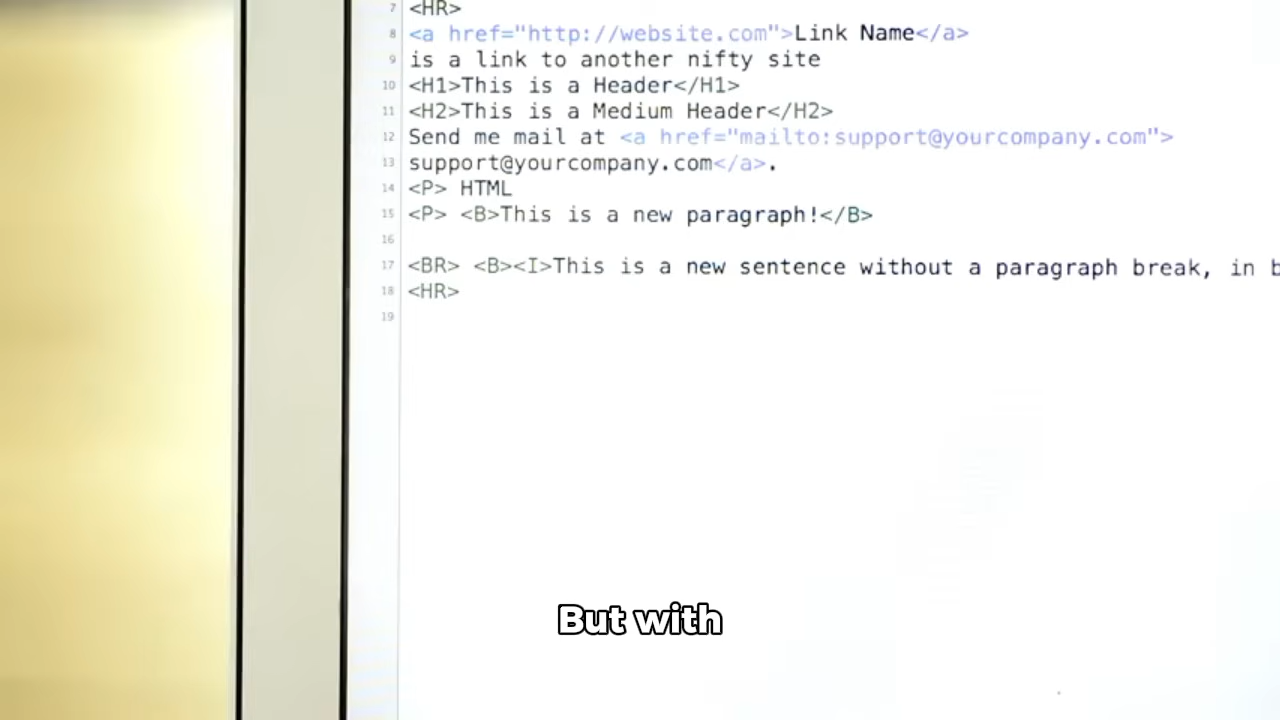 7 <HR>
8 <a href="http://website.com">Link Name</a>
9 is a link to another nifty site
10 <H1>This is a Header</H1>
11 <H2>This is a Medium Header</H2>
12 Send me mail at <a href="mailto:support@yourcompany.com">
13 support@yourcompany.com</a>.
14 <P> HTML
15 <P> <B>This is a new paragraph!</B>
16
17 <BR> <B><I>This is a new sentence without a paragraph break, in b
18 <HR>
19
But with